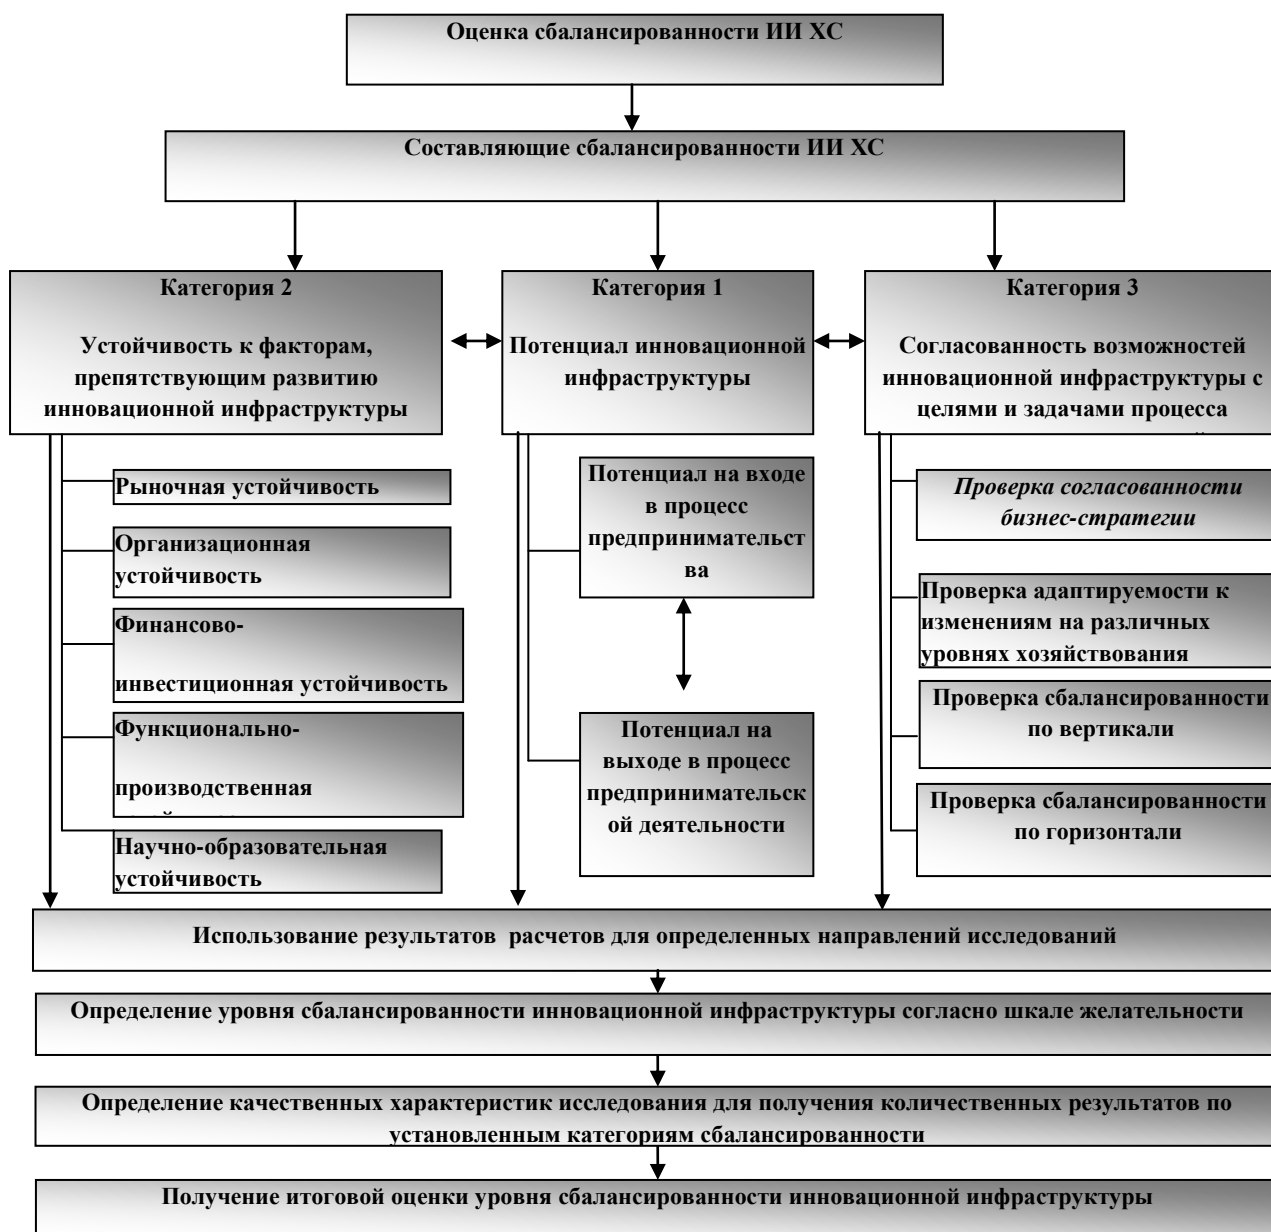 Оценка сбалансированности ИИ ХС
Составляющие сбалансированности ИИ ХС
Категория 2
Устойчивость к факторам,
препятствующим развитию
инновационной инфраструктуры
Категория 1
Потенциал инновационной
инфраструктуры
Категория 3
Согласованность возможностей
инновационной инфраструктуры с
целями и задачами процесса
Рыночная устойчивость
Организационная
устойчивость
Финансово-
инвестиционная устойчивость
Функционально-
производственная
Научно-образовательная
устойчивость
Потенциал на входе
в процесс
предпринимательст
ва
Потенциал на
выходе в процесс
предпринимательск
ой деятельности
Проверка согласованности
бизнес-стратегии
Проверка адаптируемости к
изменениям на различных
уровнях хозяйствования
Проверка сбалансированности
по вертикали
Проверка сбалансированности
по горизонтали
Использование результатов расчетов для определенных направлений исследований
Определение уровня сбалансированности инновационной инфраструктуры согласно шкале желательности
Определение качественных характеристик исследования для получения количественных результатов по
установленным категориям сбалансированности
Получение итоговой оценки уровня сбалансированности инновационной инфраструктуры